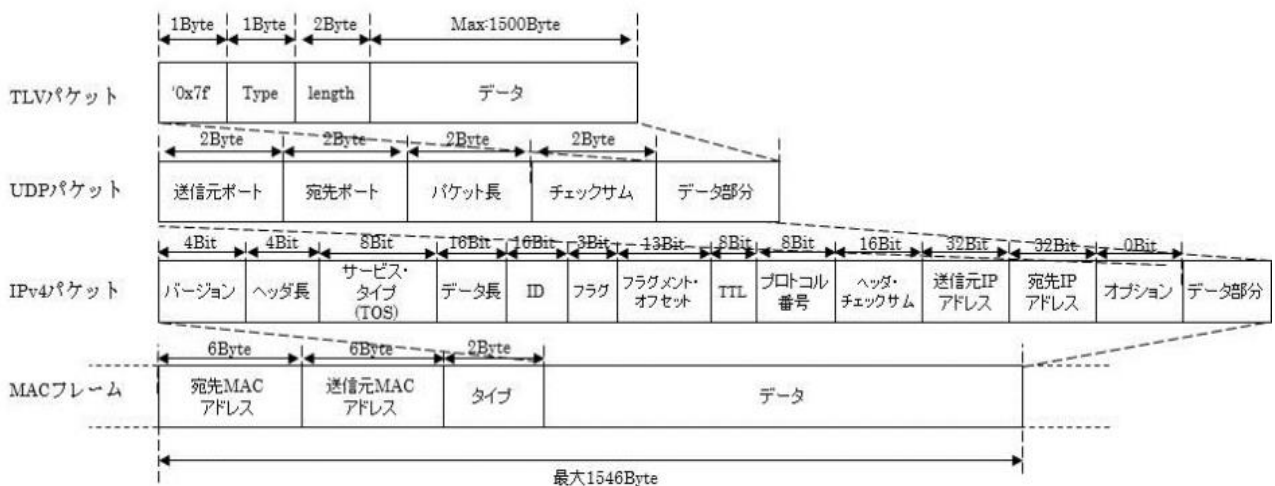 1Byte 1Byte 2Byte Max:1500Byte
TLVパケット '0x7f' Type length データ
2Byte 2Byte 2Byte 2Byte
UDPパケット 送信元ポート 宛先ポート パケット長 チェックサム データ部分
4Bit 4Bit 8Bit 16Bit 16Bit 3Bit 13Bit 8Bit 8Bit 16Bit 32Bit 32Bit 0Bit
IPv4パケット バージョン ヘッダ長 サービス・タイプ(TOS) データ長 ID フラグ フラグメント・オフセット TTL プロトコル番号 ヘッダ・チェックサム 送信元IPアドレス 宛先IPアドレス オプション データ部分
6Byte 6Byte 2Byte
MACフレーム 宛先MACアドレス 送信元MACアドレス タイプ データ
最大1546Byte